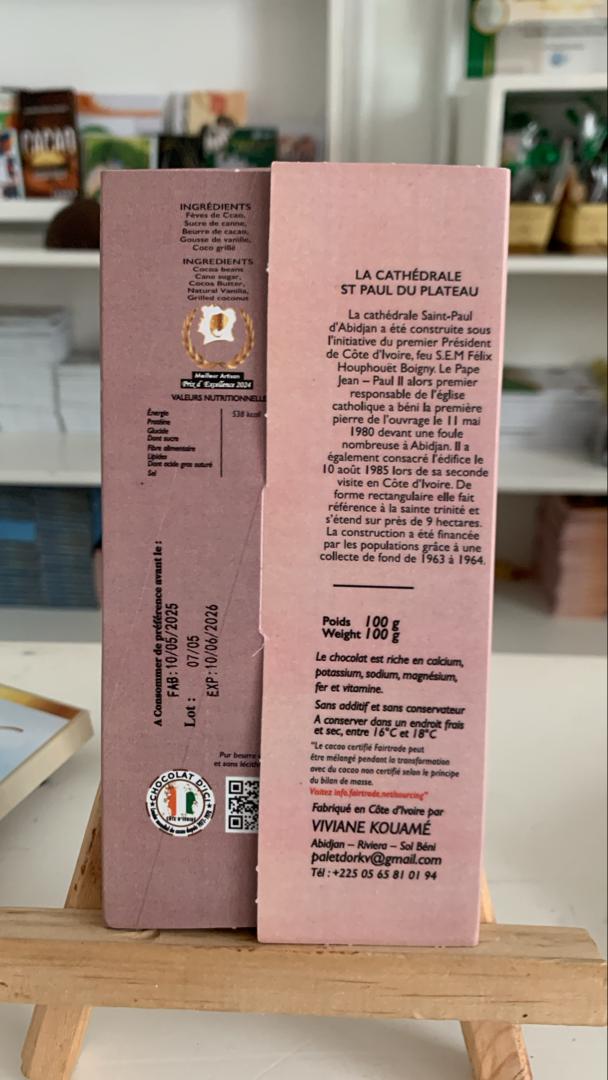 CACAO
INGRÉDIENTS
Fèves de Ccao,
Sucre de canne,
Beurre de cacao,
Gousse de vanille,
Coco grillé
INGREDIENTS
Cocoa beans
Cane sugar,
Cocos Butter,
Natural Vanilla,
Grilled coconut
Meilleur Artisan
Prix d'Excellence 2024
VALEURS NUTRITIONNELLE
Énergie 538 kcal
Protéine
Glucide
Dont sucre
Fibre alimentaire
Lipides
Dont acide gras saturé
Sel
A Consommer de préférence avant le :
FAB:10/05/2025
Lot : 07/05
EXP:10/06/2026
Pur beurre
et sans lécith
CHOCOLAT D'ICI
CÔTE D'IVOIRE
LA CATHÉDRALE
ST PAUL DU PLATEAU
La cathédrale Saint-Paul
d'Abidjan a été construite sous
l'initiative du premier Président
de Côte d'Ivoire, feu S.E.M Félix
Houphouët Boigny. Le Pape
Jean – Paul II alors premier
responsable de l'église
catholique a béni la première
pierre de l'ouvrage le 11 mai
1980 devant une foule
nombreuse à Abidjan. Il a
également consacré l'édifice le
10 août 1985 lors de sa seconde
visite en Côte d'Ivoire. De
forme rectangulaire elle fait
référence à la sainte trinité et
s'étend sur près de 9 hectares.
La construction a été financée
par les populations grâce à une
collecte de fond de 1963 à 1964.
Poids 100 g
Weight 100 g
Le chocolat est riche en calcium,
potassium, sodium, magnésium,
fer et vitamine.
Sans additif et sans conservateur
A conserver dans un endroit frais
et sec, entre 16°C et 18°C
"Le cacao certifié Fairtrade peut
être mélangé pendant la transformation
avec du cacao non certifié selon le principe
du bilan de masse.
Visitez info.fairtrade.net/sourcing"
Fabriqué en Côte d'Ivoire par
VIVIANE KOUAMÉ
Abidjan – Riviera – Sol Béni
paletdorkv@gmail.com
Tél : +225 05 65 81 01 94